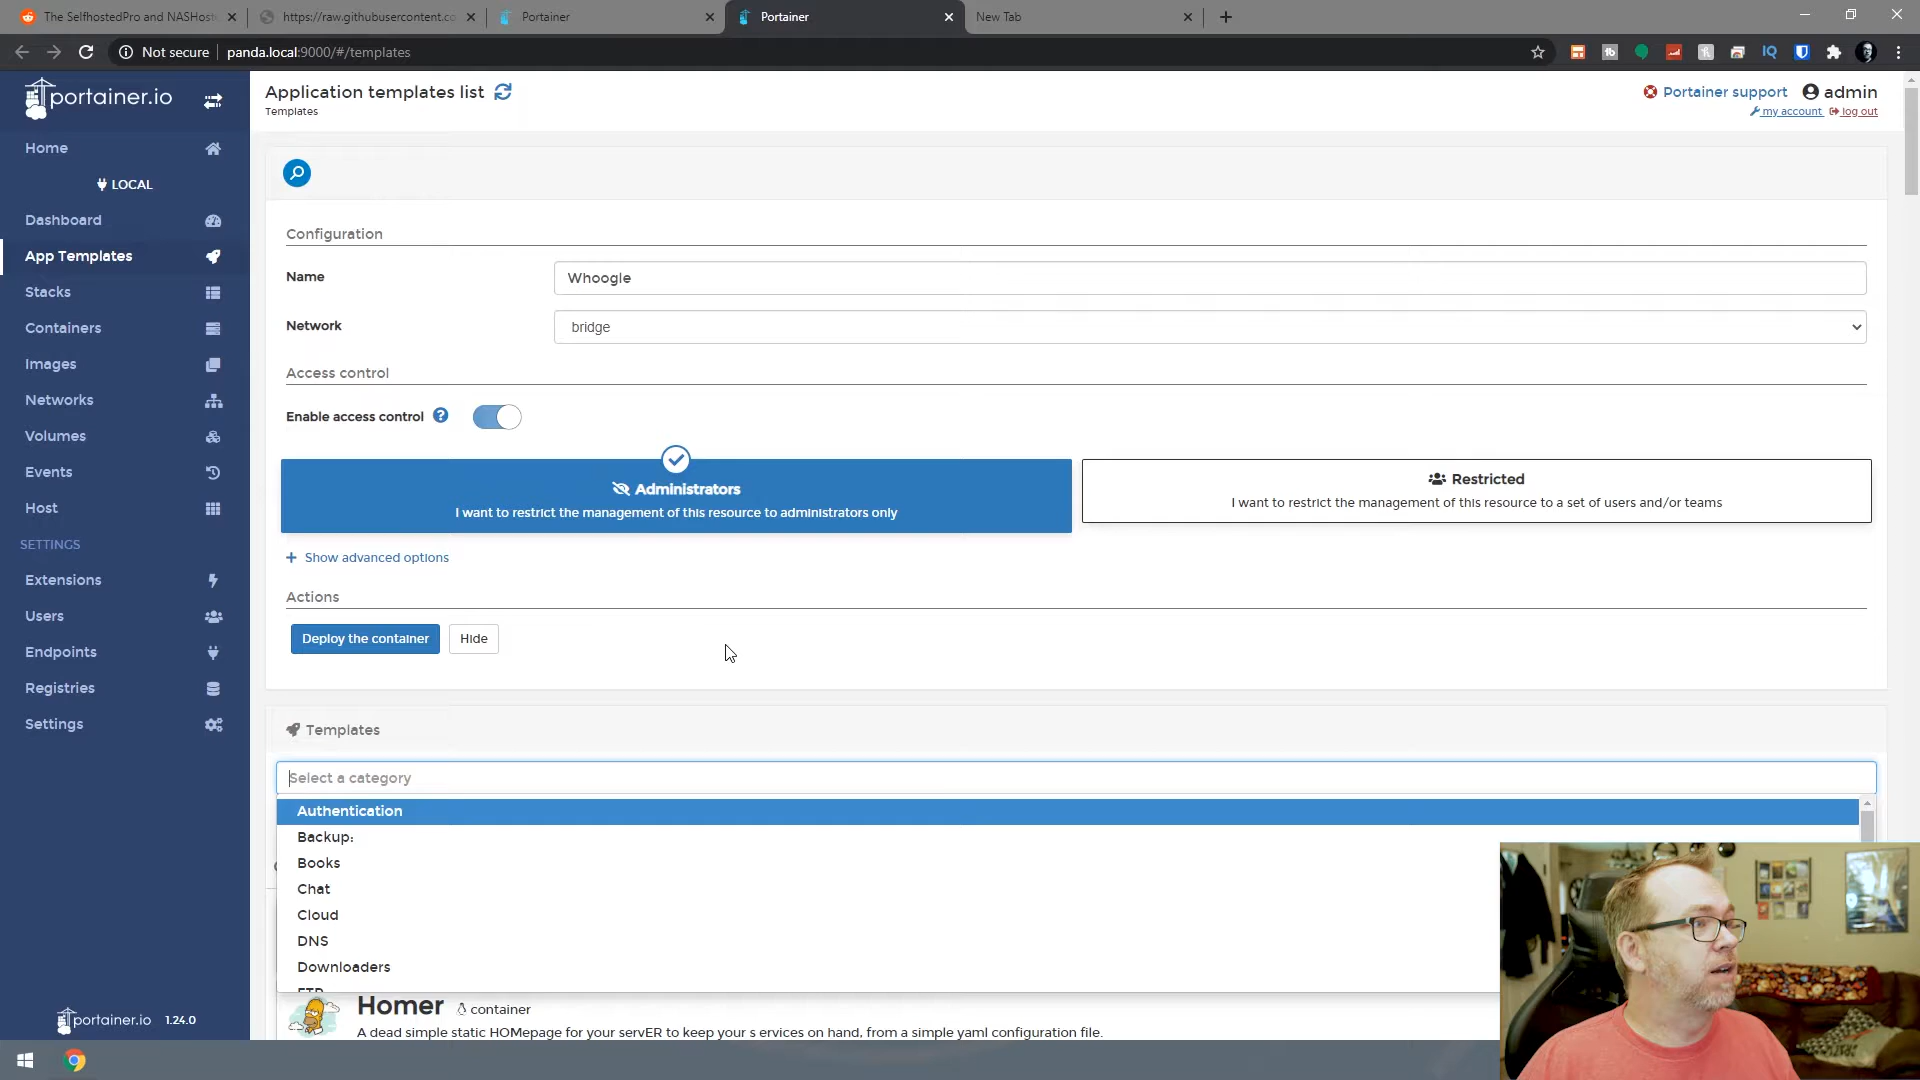 The SelfhostedPro and NASHost
https://raw.githubusercontent.co
Portainer
Portainer
New Tab
Not secure
panda.local:9000/#/templates
portainer.io
Application templates list
Templates
Portainer support
admin
my account
log out
Home
LOCAL
Dashboard
App Templates
Stacks
Containers
Images
Networks
Volumes
Events
Host
SETTINGS
Extensions
Users
Endpoints
Registries
Settings
portainer.io 1.24.0
Configuration
Name
Whoogle
Network
bridge
Access control
Enable access control
Administrators
I want to restrict the management of this resource to administrators only
Restricted
I want to restrict the management of this resource to a set of users and/or teams
Show advanced options
Actions
Deploy the container
Hide
Templates
Select a category
Authentication
Backup:
Books
Chat
Cloud
DNS
Downloaders
FTP
Homer container
A dead simple static HOMepage for your servER to keep your s ervices on hand, from a simple yaml configuration file.